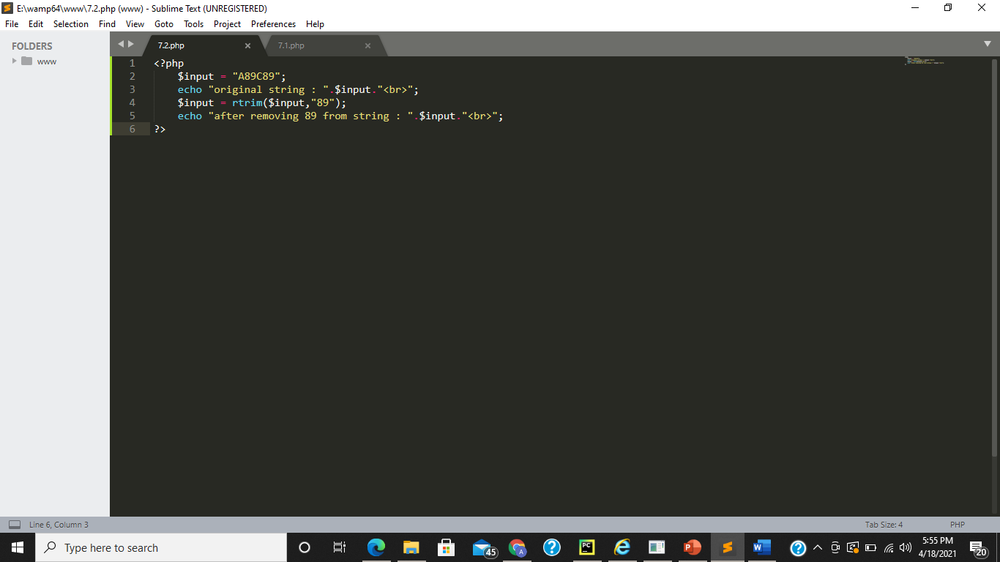 E:\wamp64\www\7.2.php (www) - Sublime Text (UNREGISTERED)
File Edit Selection Find View Goto Tools Project Preferences Help
FOLDERS
www
7.2.php
7.1.php
1 <?php
2     $input = "A89C89";
3     echo "original string : ".$input."<br>";
4     $input = rtrim($input,"89");
5     echo "after removing 89 from string : ".$input."<br>";
6 ?>
Line 6, Column 3
Tab Size: 4
PHP
Type here to search
45
A
PC
5:55 PM
4/18/2021
20